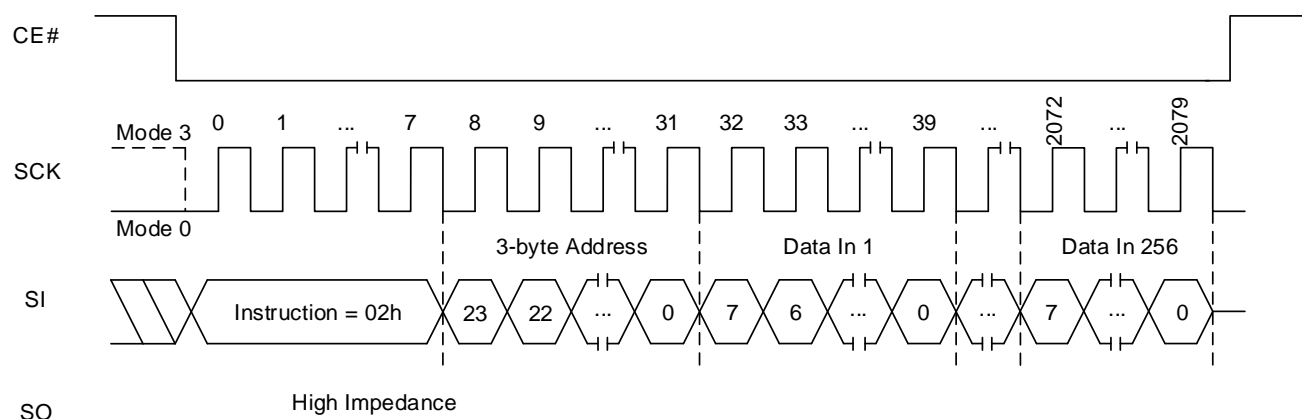 CE#
Mode 3 0 1 ... 7 8 9 ... 31 32 33 ... 39 ... 2072 ... 2079
SCK
Mode 0
3-byte Address Data In 1 Data In 256
SI Instruction = 02h 23 22 ... 0 7 6 ... 0 ... 7 ... 0
High Impedance
SO